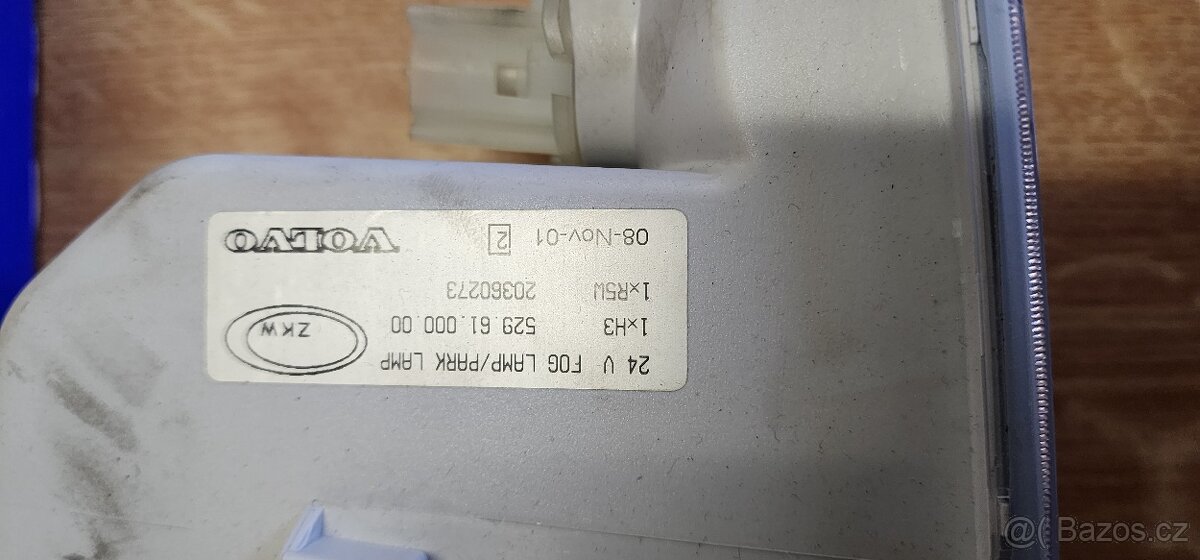 24 V FOG LAMP/PARK LAMP
1xH3 529.61.000.00
ZKW
1xR5W 20360273
08-Nov-01 2 VOLVO
@( Bazos.cz